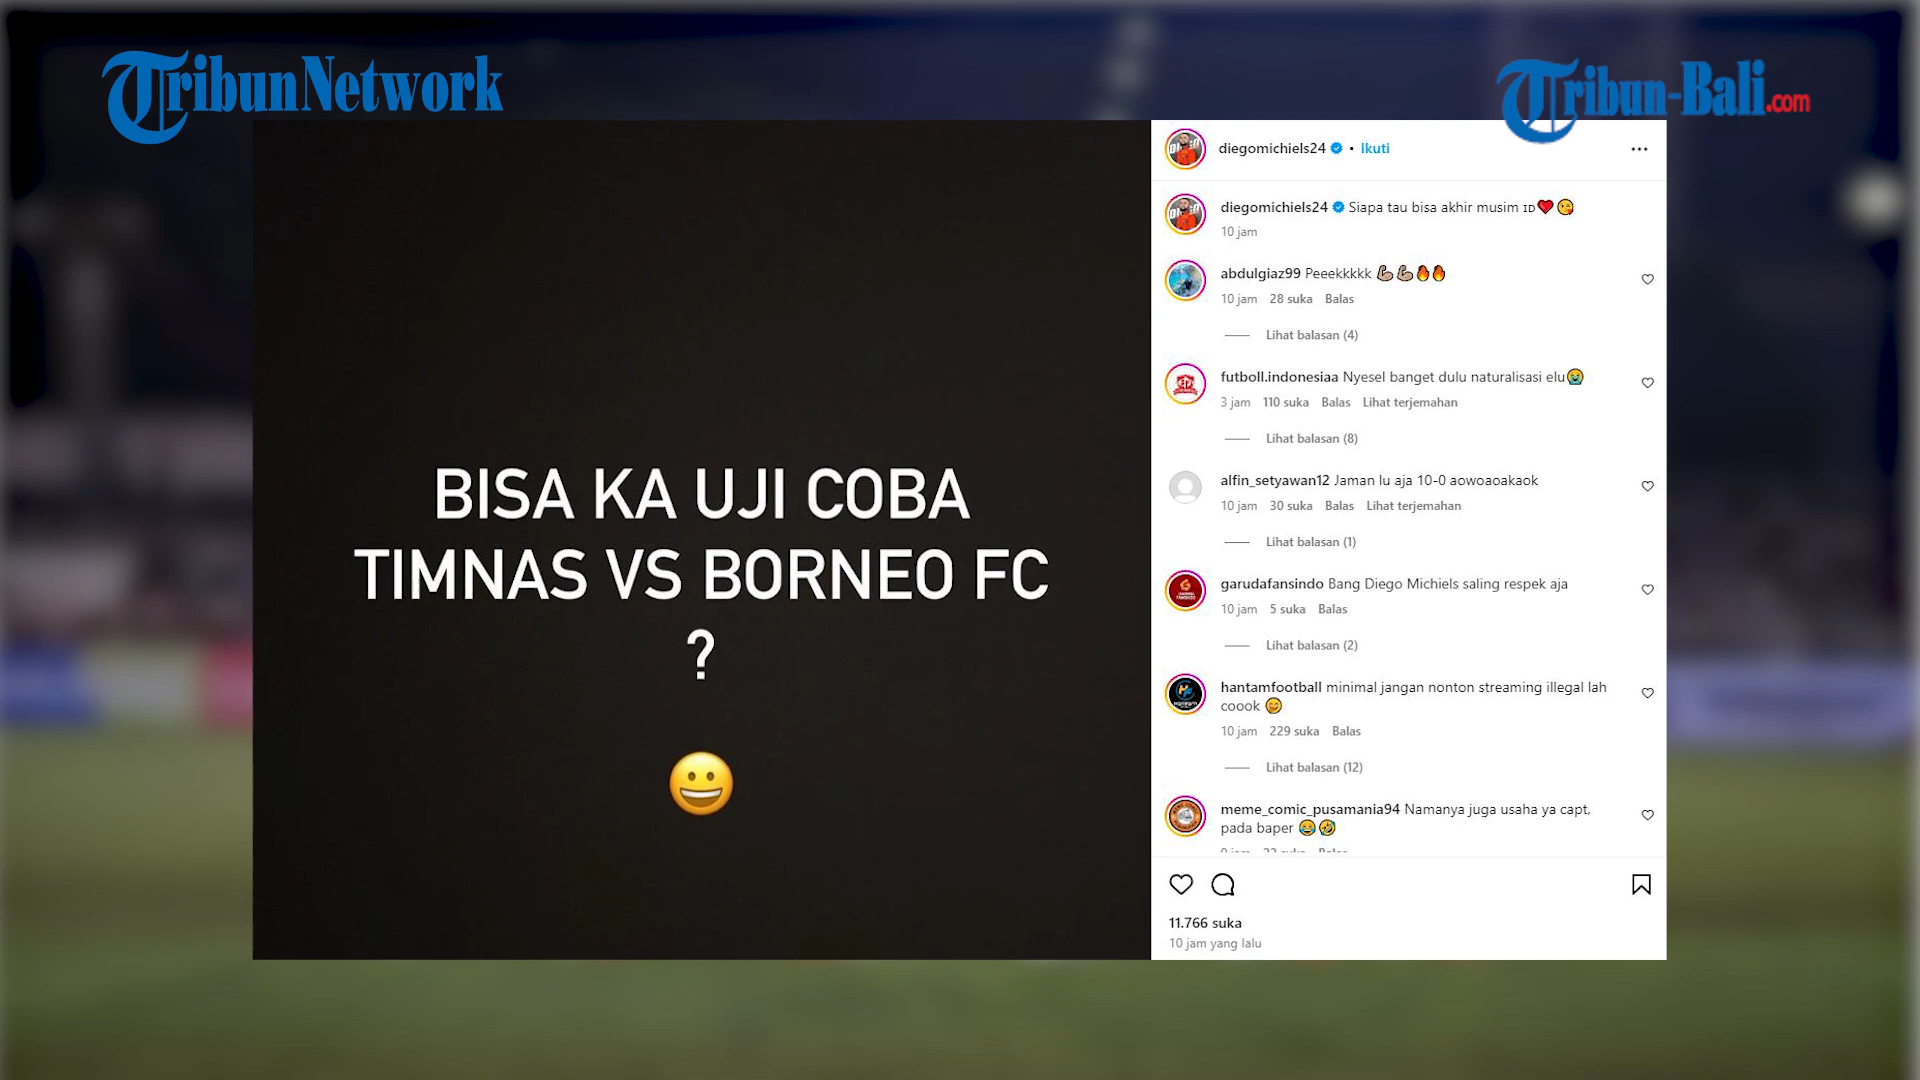 TribunNetwork
Tribun-Bali.com
BISA KA UJI COBA
TIMNAS VS BORNEO FC
?
diegomichiels24 • Ikuti
diegomichiels24 Siapa tau bisa akhir musim ID
10 jam
abdulgiaz99 Peeekkkkk
10 jam 28 suka Balas
Lihat balasan (4)
futboll.indonesiaa Nyesel banget dulu naturalisasi elu
3 jam 110 suka Balas Lihat terjemahan
Lihat balasan (8)
alfin_setyawan12 Jaman lu aja 10-0 aowoaoakaok
10 jam 30 suka Balas Lihat terjemahan
Lihat balasan (1)
garudafansindo Bang Diego Michiels saling respek aja
10 jam 5 suka Balas
Lihat balasan (2)
hantamfootball minimal jangan nonton streaming illegal lah
coook
10 jam 229 suka Balas
Lihat balasan (12)
meme_comic_pusamania94 Namanya juga usaha ya capt,
pada baper
11.766 suka
10 jam yang lalu